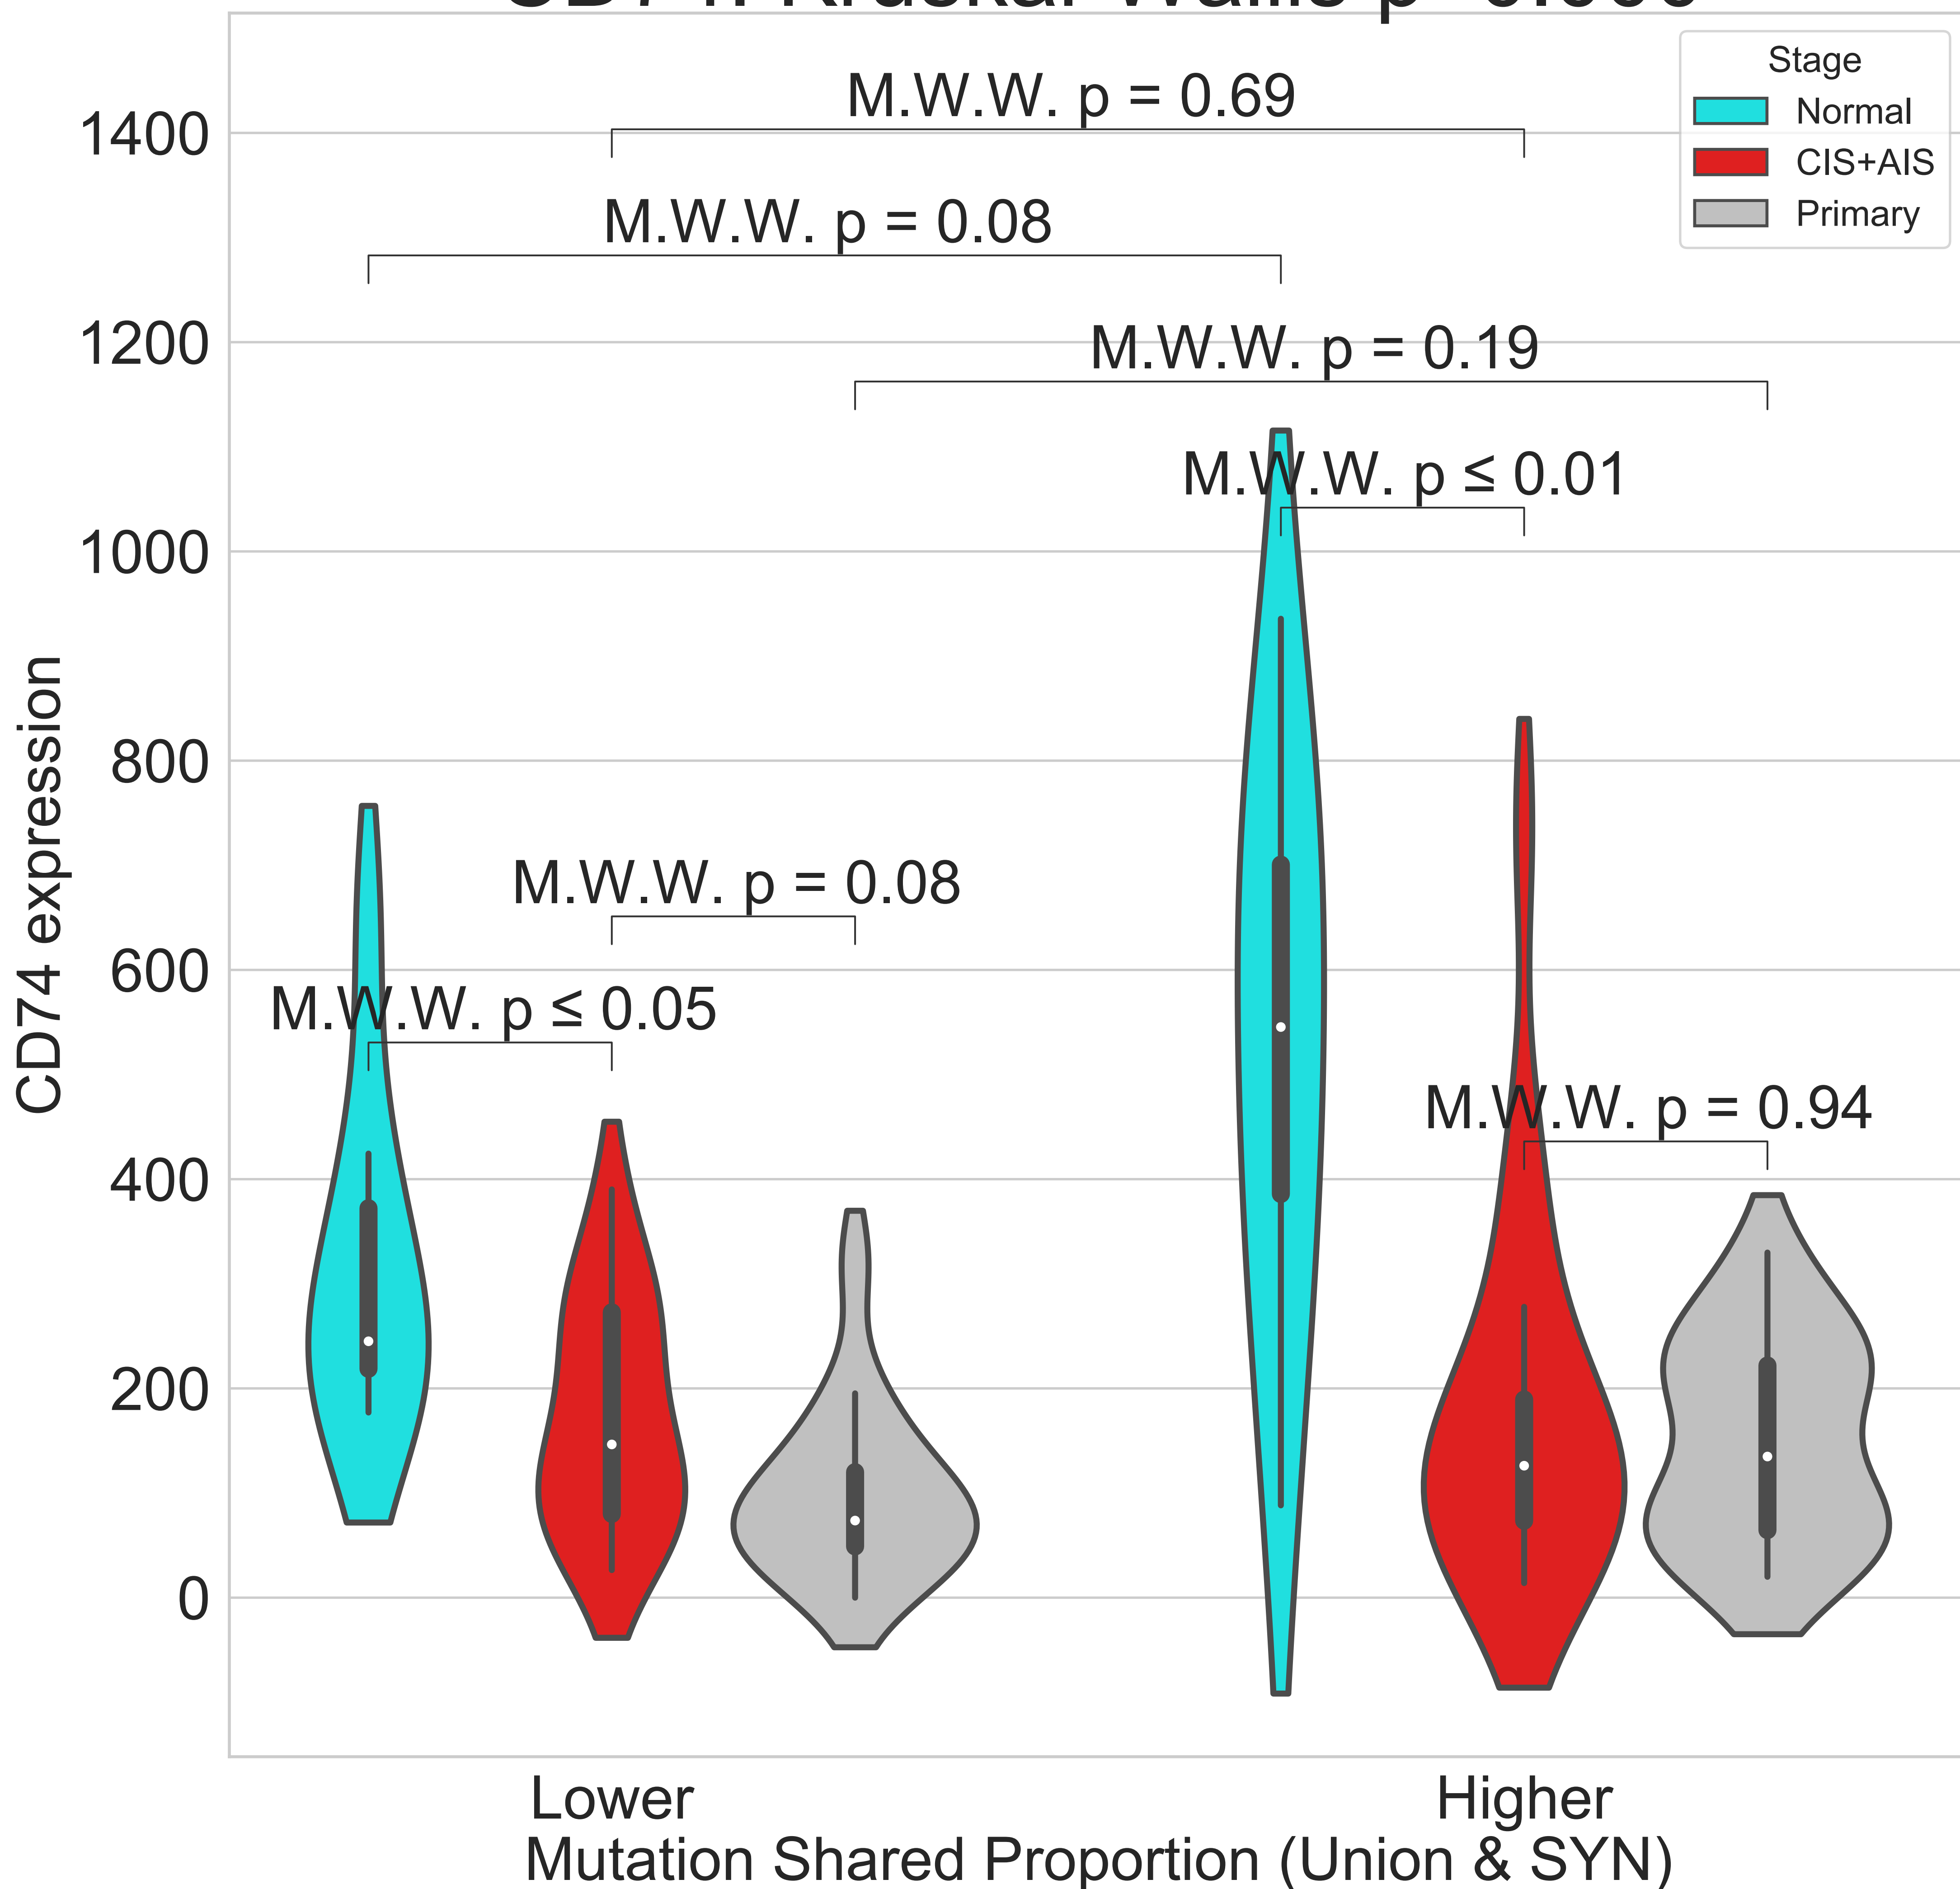 Stage
Normal
CIS+AIS
Primary
M.W.W. p = 0.69
M.W.W. p = 0.08
M.W.W. p = 0.19
M.W.W. p ≤ 0.01
M.W.W. p = 0.08
M.W.W. p ≤ 0.05
M.W.W. p = 0.94
1400
1200
1000
800
600
400
200
0
CD74 expression
Lower
Higher
Mutation Shared Proportion (Union & SYN)